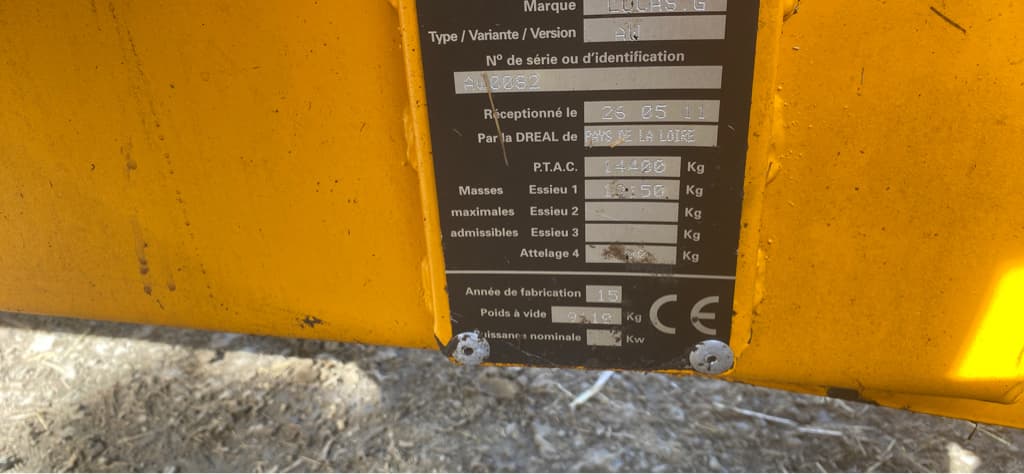 Marque LUCAS.G
Type / Variante / Version AW
N° de série ou d'identification
Réceptionné le 26 05 11
Par la DREAL de PAYS DE LA LOIRE
P.T.A.C. 14400 Kg
Masses Essieu 1 Kg
maximales Essieu 2 Kg
admissibles Essieu 3 Kg
Attelage 4 Kg
Année de fabrication 15
Poids à vide Kg
Puissance nominale Kw
CE